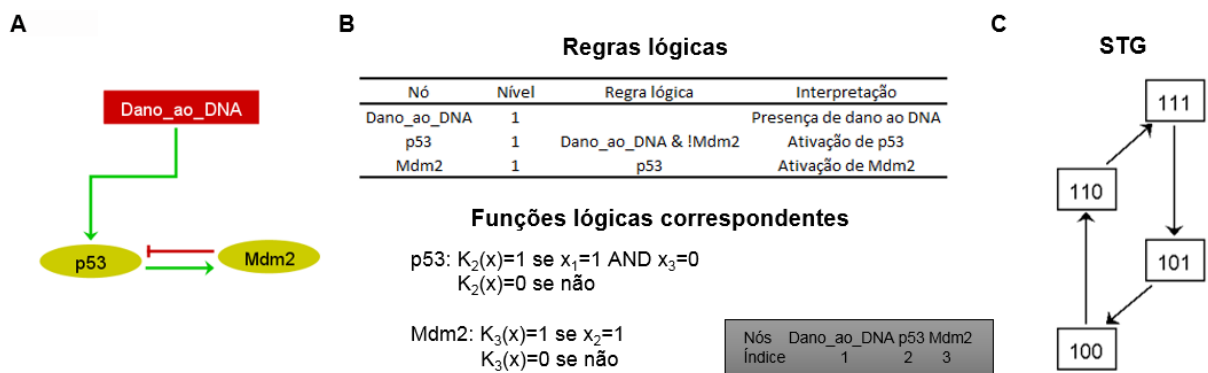 A
Dano_ao_DNA
p53
Mdm2
B
Regras lógicas
Nó Nível Regra lógica Interpretação
Dano_ao_DNA 1 Presença de dano ao DNA
p53 1 Dano_ao_DNA & !Mdm2 Ativação de p53
Mdm2 1 p53 Ativação de Mdm2
Funções lógicas correspondentes
p53: K₂(x)=1 se x₁=1 AND x₃=0
K₂(x)=0 se não
Mdm2: K₃(x)=1 se x₂=1
K₃(x)=0 se não
Nós Dano_ao_DNA p53 Mdm2
Índice 1 2 3
C
STG
111
110
101
100